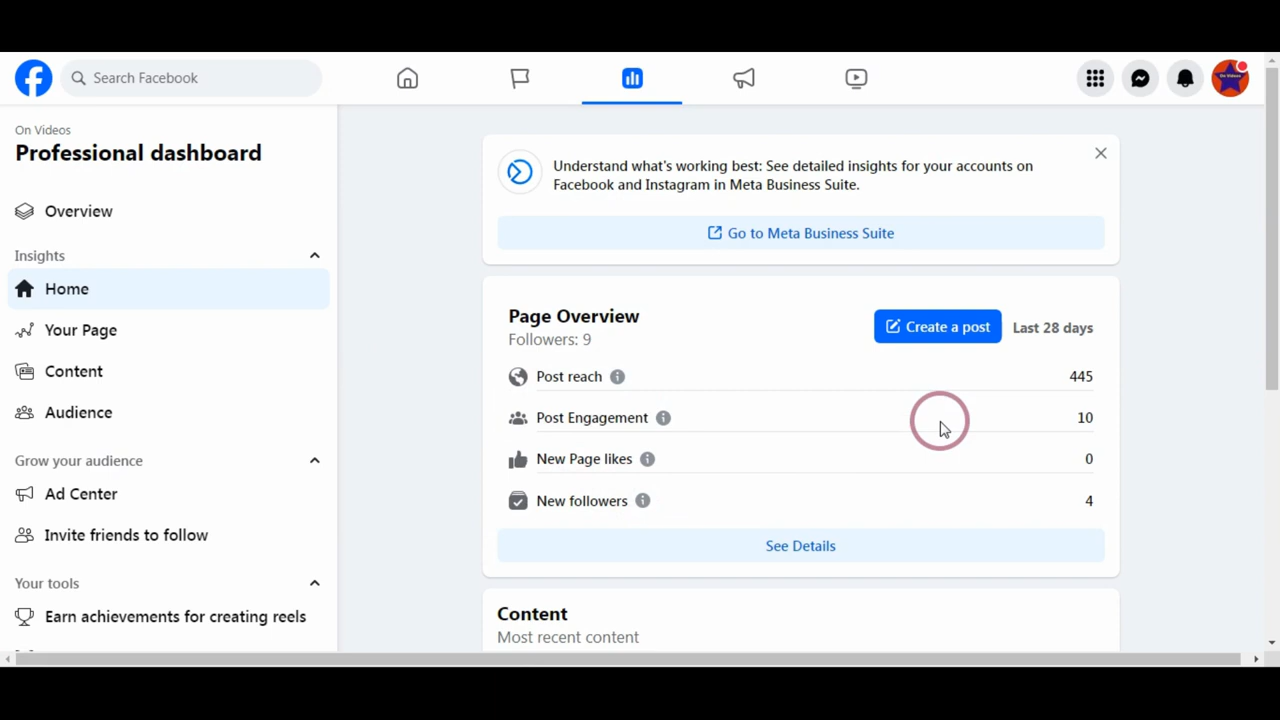 Search Facebook
On Videos
Professional dashboard
Overview
Insights
Home
Your Page
Content
Audience
Grow your audience
Ad Center
Invite friends to follow
Your tools
Earn achievements for creating reels
Understand what's working best: See detailed insights for your accounts on
Facebook and Instagram in Meta Business Suite.
Go to Meta Business Suite
Page Overview
Followers: 9
Create a post
Last 28 days
Post reach 445
Post Engagement 10
New Page likes 0
New followers 4
See Details
Content
Most recent content